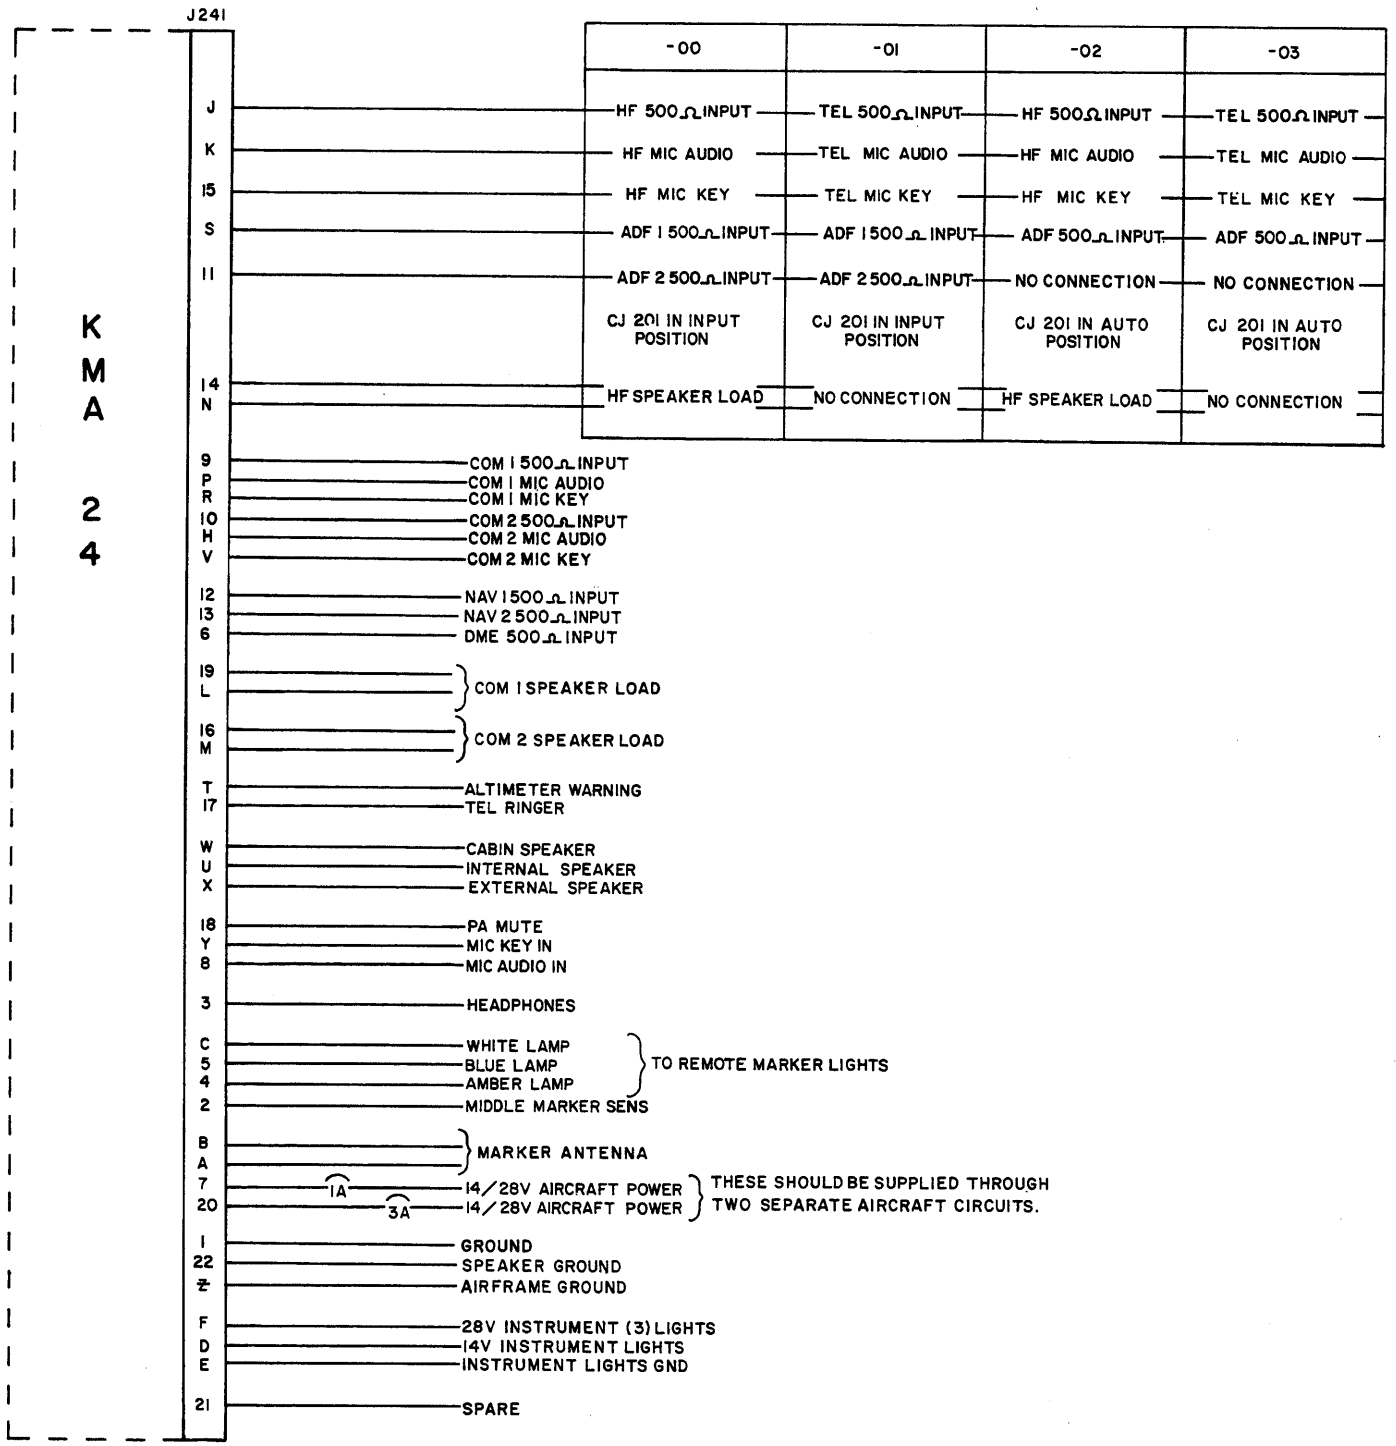 J241
-00 -01 -02 -03
J HF 500Ω INPUT TEL 500Ω INPUT HF 500Ω INPUT TEL 500Ω INPUT
K HF MIC AUDIO TEL MIC AUDIO HF MIC AUDIO TEL MIC AUDIO
15 HF MIC KEY TEL MIC KEY HF MIC KEY TEL MIC KEY
S ADF 1 500Ω INPUT ADF 1 500Ω INPUT ADF 500Ω INPUT ADF 500Ω INPUT
11 ADF 2 500Ω INPUT ADF 2 500Ω INPUT NO CONNECTION NO CONNECTION
CJ 201 IN INPUT CJ 201 IN INPUT CJ 201 IN AUTO CJ 201 IN AUTO
POSITION POSITION POSITION POSITION
14
HF SPEAKER LOAD NO CONNECTION HF SPEAKER LOAD NO CONNECTION
N
K
M
A
2
4
9 COM 1 500Ω INPUT
P COM 1 MIC AUDIO
R COM 1 MIC KEY
10 COM 2 500Ω INPUT
H COM 2 MIC AUDIO
V COM 2 MIC KEY
12 NAV 1 500Ω INPUT
13 NAV 2 500Ω INPUT
6 DME 500Ω INPUT
19
COM 1 SPEAKER LOAD
L
16
COM 2 SPEAKER LOAD
M
T ALTIMETER WARNING
17 TEL RINGER
W CABIN SPEAKER
U INTERNAL SPEAKER
X EXTERNAL SPEAKER
18 PA MUTE
Y MIC KEY IN
8 MIC AUDIO IN
3 HEADPHONES
C WHITE LAMP
5 BLUE LAMP TO REMOTE MARKER LIGHTS
4 AMBER LAMP
2 MIDDLE MARKER SENS
B
MARKER ANTENNA
A
7 1A 14/28V AIRCRAFT POWER THESE SHOULD BE SUPPLIED THROUGH
20 3A 14/28V AIRCRAFT POWER TWO SEPARATE AIRCRAFT CIRCUITS.
1 GROUND
22 SPEAKER GROUND
Z AIRFRAME GROUND
F 28V INSTRUMENT (3) LIGHTS
D 14V INSTRUMENT LIGHTS
E INSTRUMENT LIGHTS GND
21 SPARE